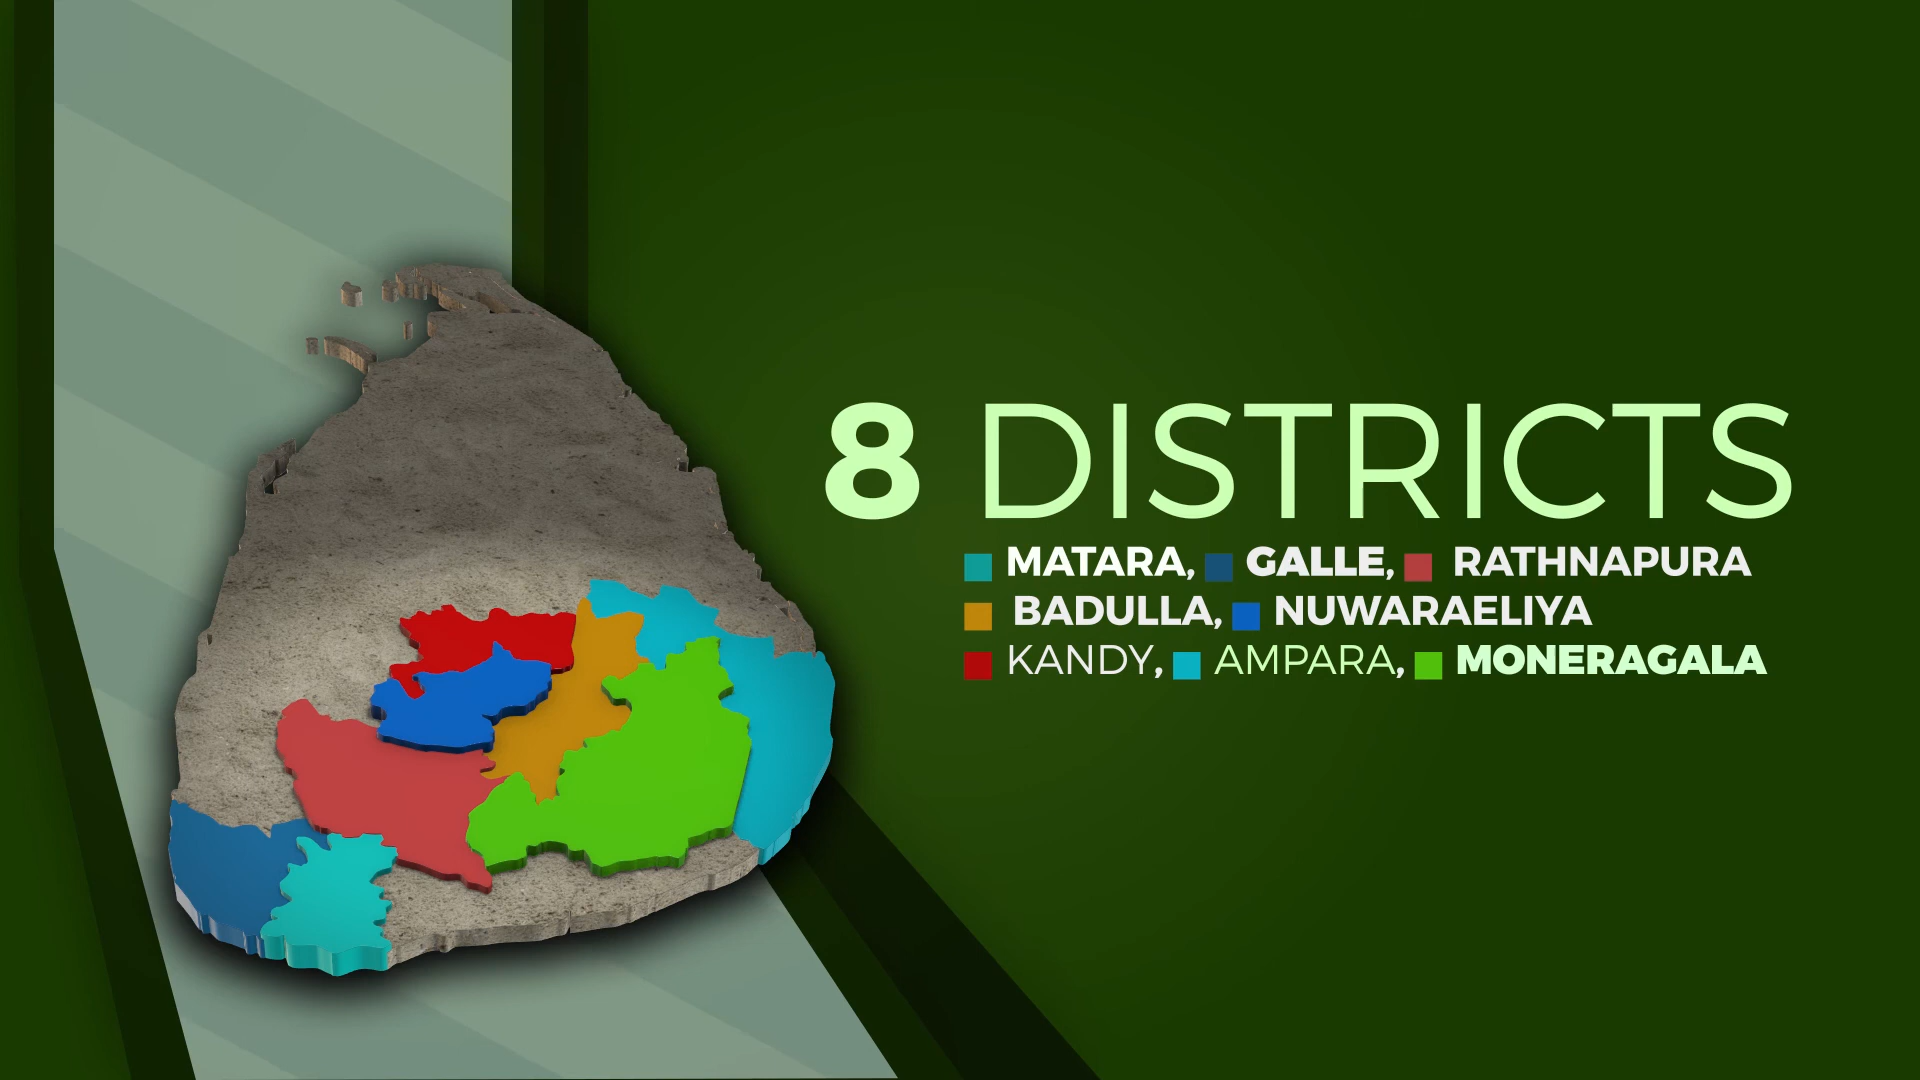 8 DISTRICTS
MATARA, GALLE, RATHNAPURA
BADULLA, NUWARAELIYA
KANDY, AMPARA, MONERAGALA